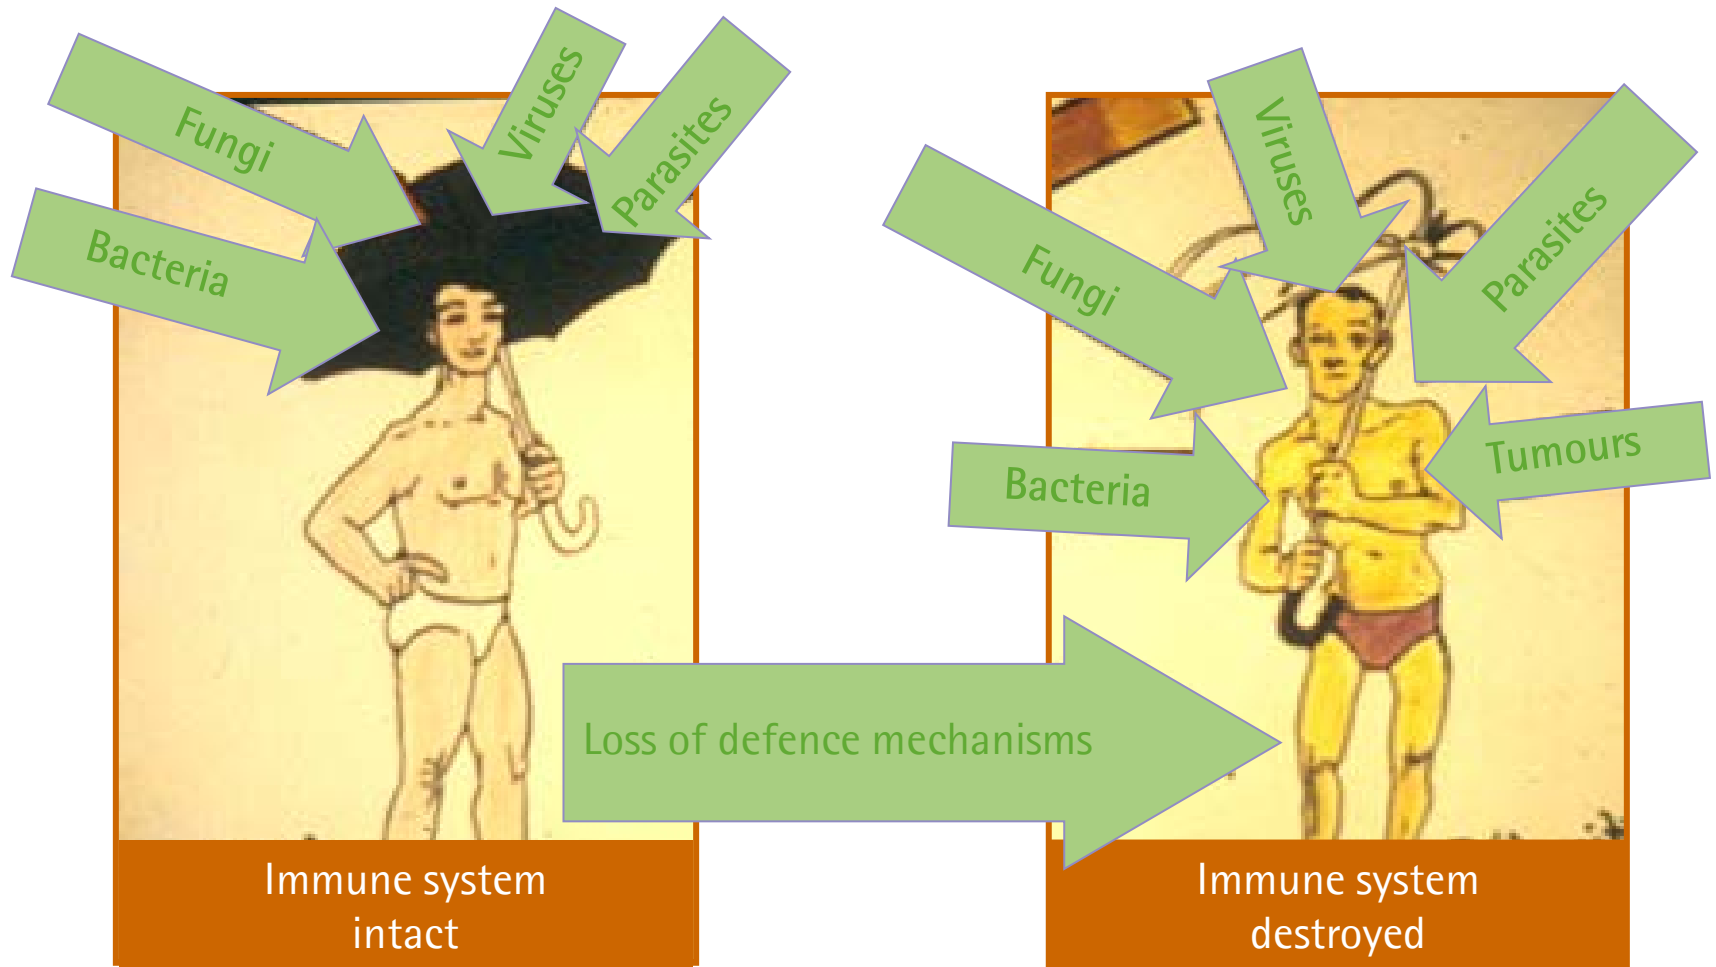 Fungi
Viruses
Parasites
Bacteria
Viruses
Fungi
Parasites
Bacteria
Tumours
Loss of defence mechanisms
Immune system
intact
Immune system
destroyed